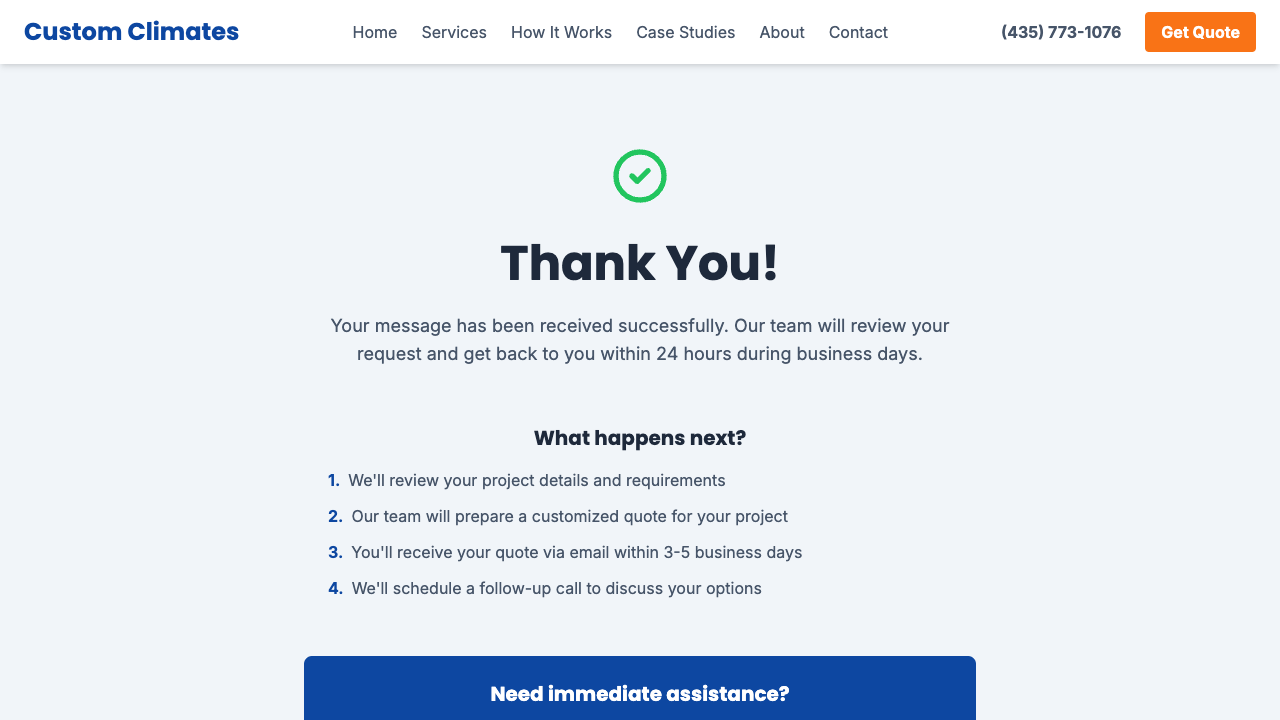 Custom Climates
Home
Services
How It Works
Case Studies
About
Contact
(435) 773-1076
Get Quote
Thank You!
Your message has been received successfully. Our team will review your
request and get back to you within 24 hours during business days.
What happens next?
1. We'll review your project details and requirements
2. Our team will prepare a customized quote for your project
3. You'll receive your quote via email within 3-5 business days
4. We'll schedule a follow-up call to discuss your options
Need immediate assistance?